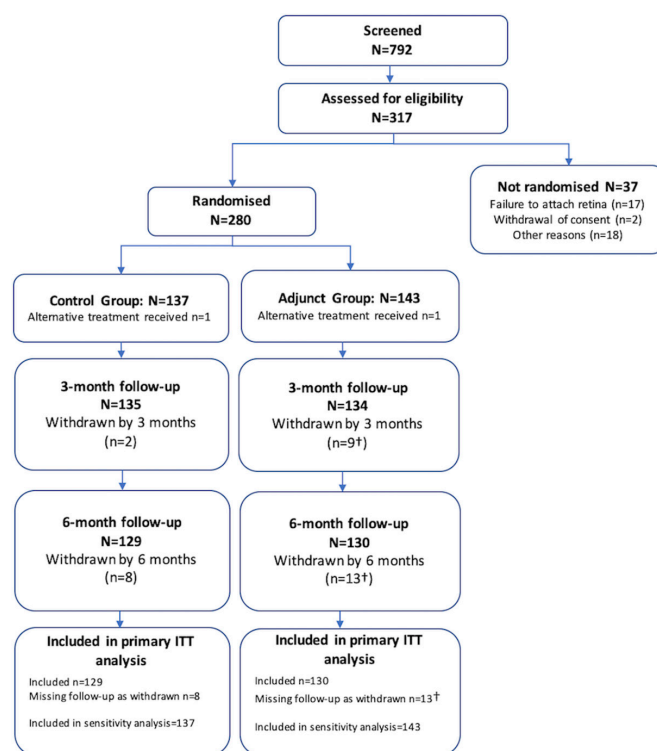 Screened
N=792
Assessed for eligibility
N=317
Not randomised N=37
Failure to attach retina (n=17)
Withdrawal of consent (n=2)
Other reasons (n=18)
Randomised
N=280
Control Group: N=137
Alternative treatment received n=1
Adjunct Group: N=143
Alternative treatment received n=1
3-month follow-up
N=135
Withdrawn by 3 months
(n=2)
3-month follow-up
N=134
Withdrawn by 3 months
(n=9†)
6-month follow-up
N=129
Withdrawn by 6 months
(n=8)
6-month follow-up
N=130
Withdrawn by 6 months
(n=13†)
Included in primary ITT
analysis
Included n=129
Missing follow-up as withdrawn n=8
Included in sensitivity analysis=137
Included in primary ITT
analysis
Included n=130
Missing follow-up as withdrawn n=13†
Included in sensitivity analysis=143